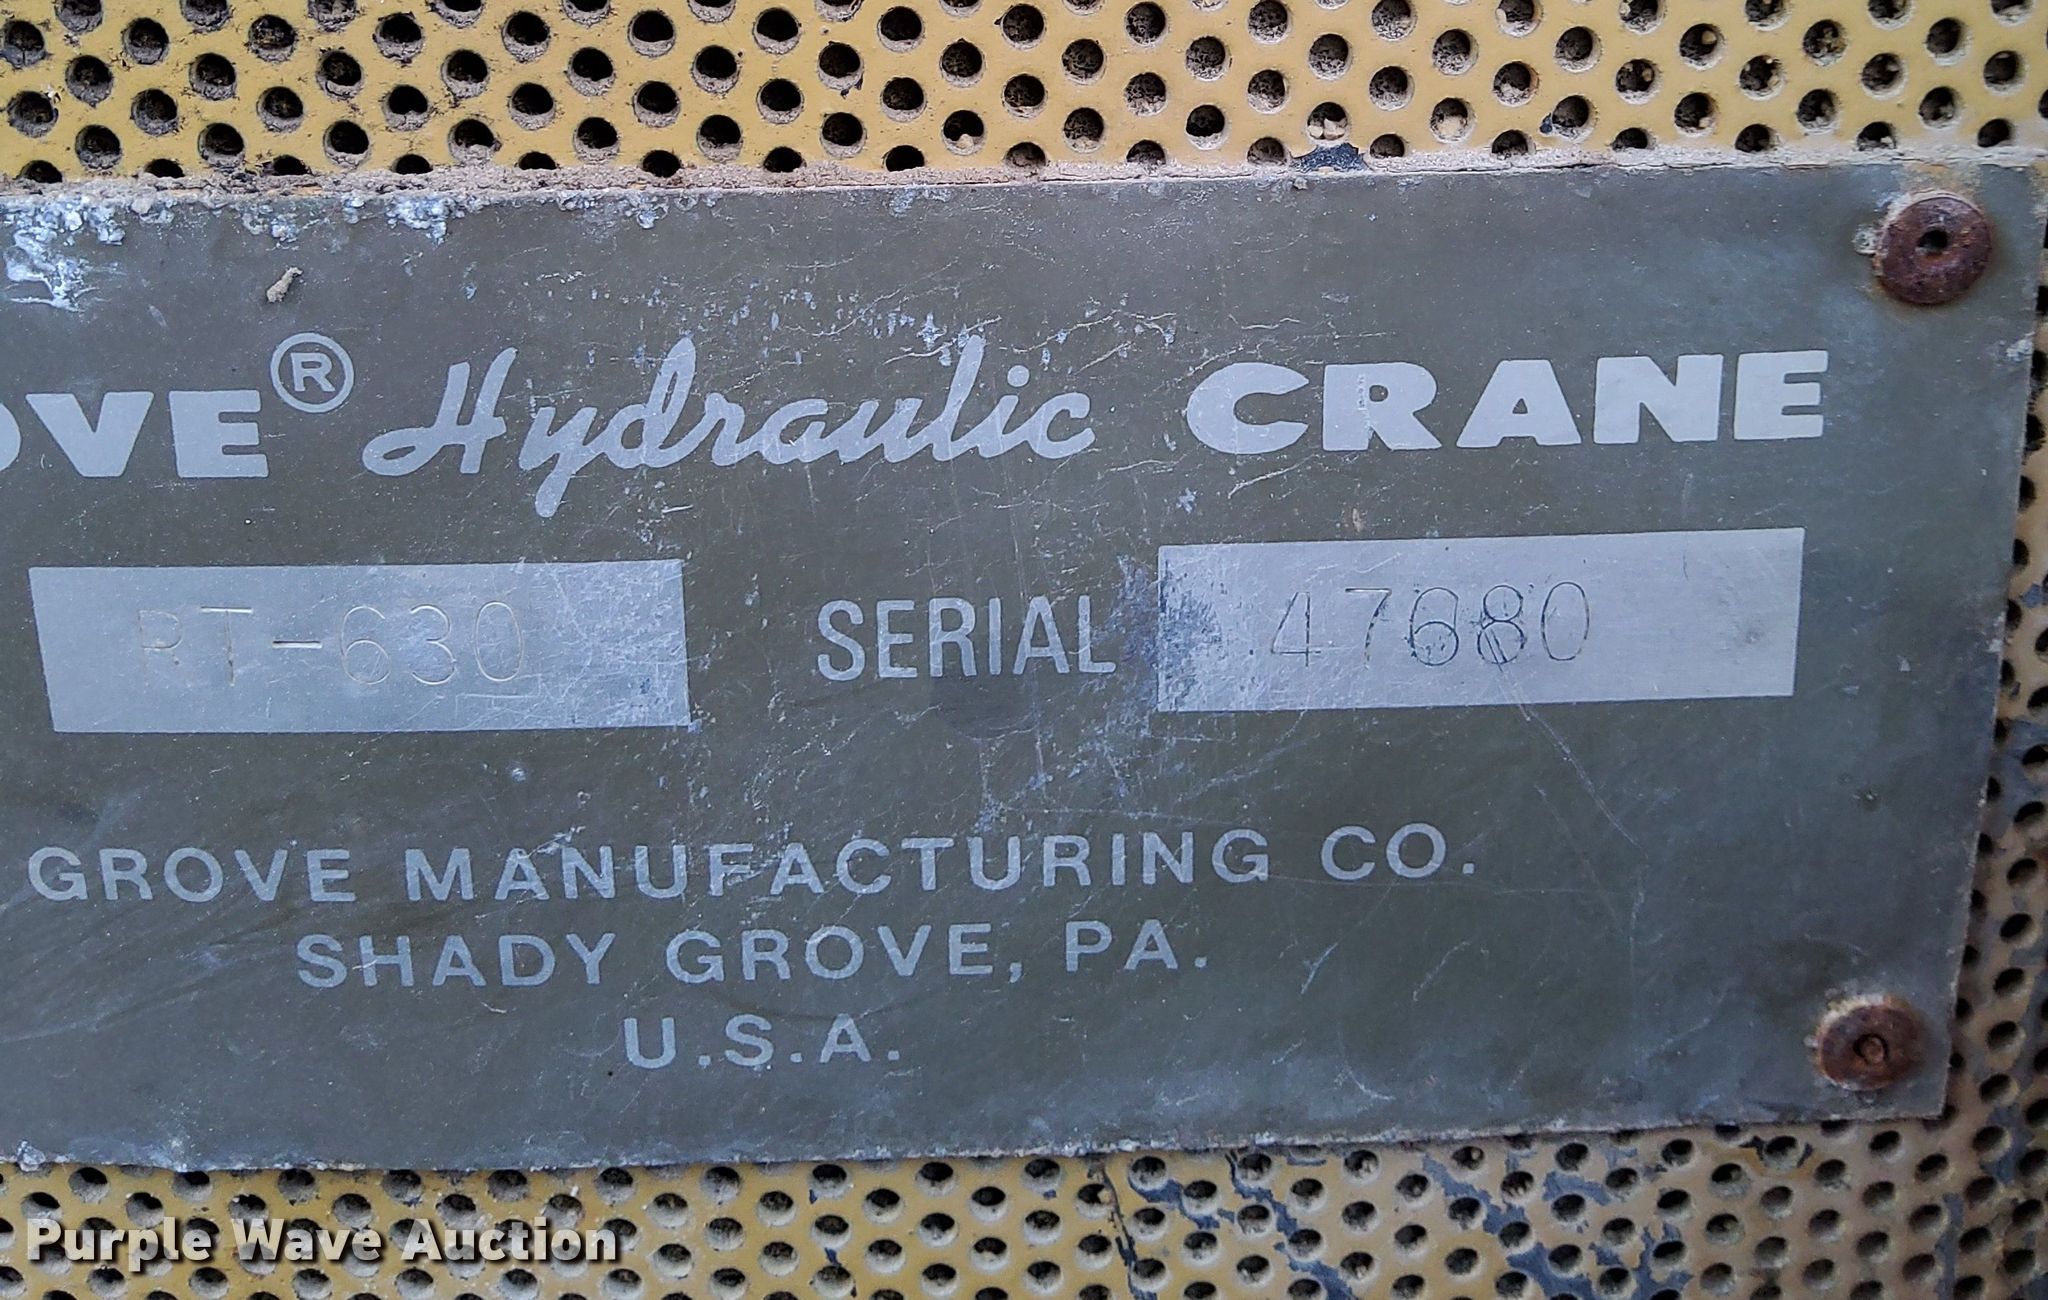 OVE® Hydraulic CRANE
RT-630 SERIAL 47680
GROVE MANUFACTURING CO.
SHADY GROVE, PA.
U.S.A.
Purple Wave Auction